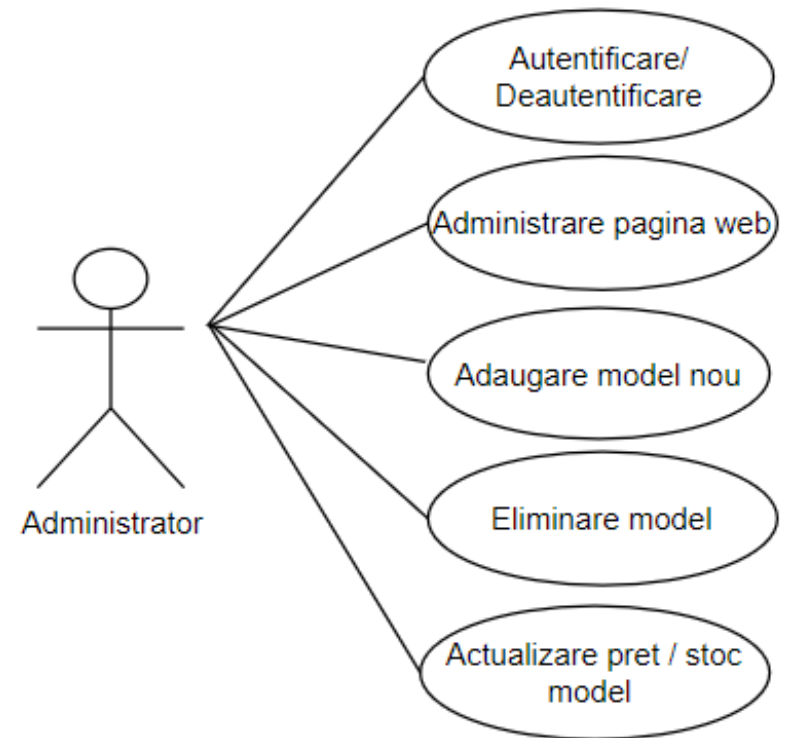 Autentificare/
Deautentificare
Administrare pagina web
Adaugare model nou
Eliminare model
Administrator
Actualizare pret / stoc
model